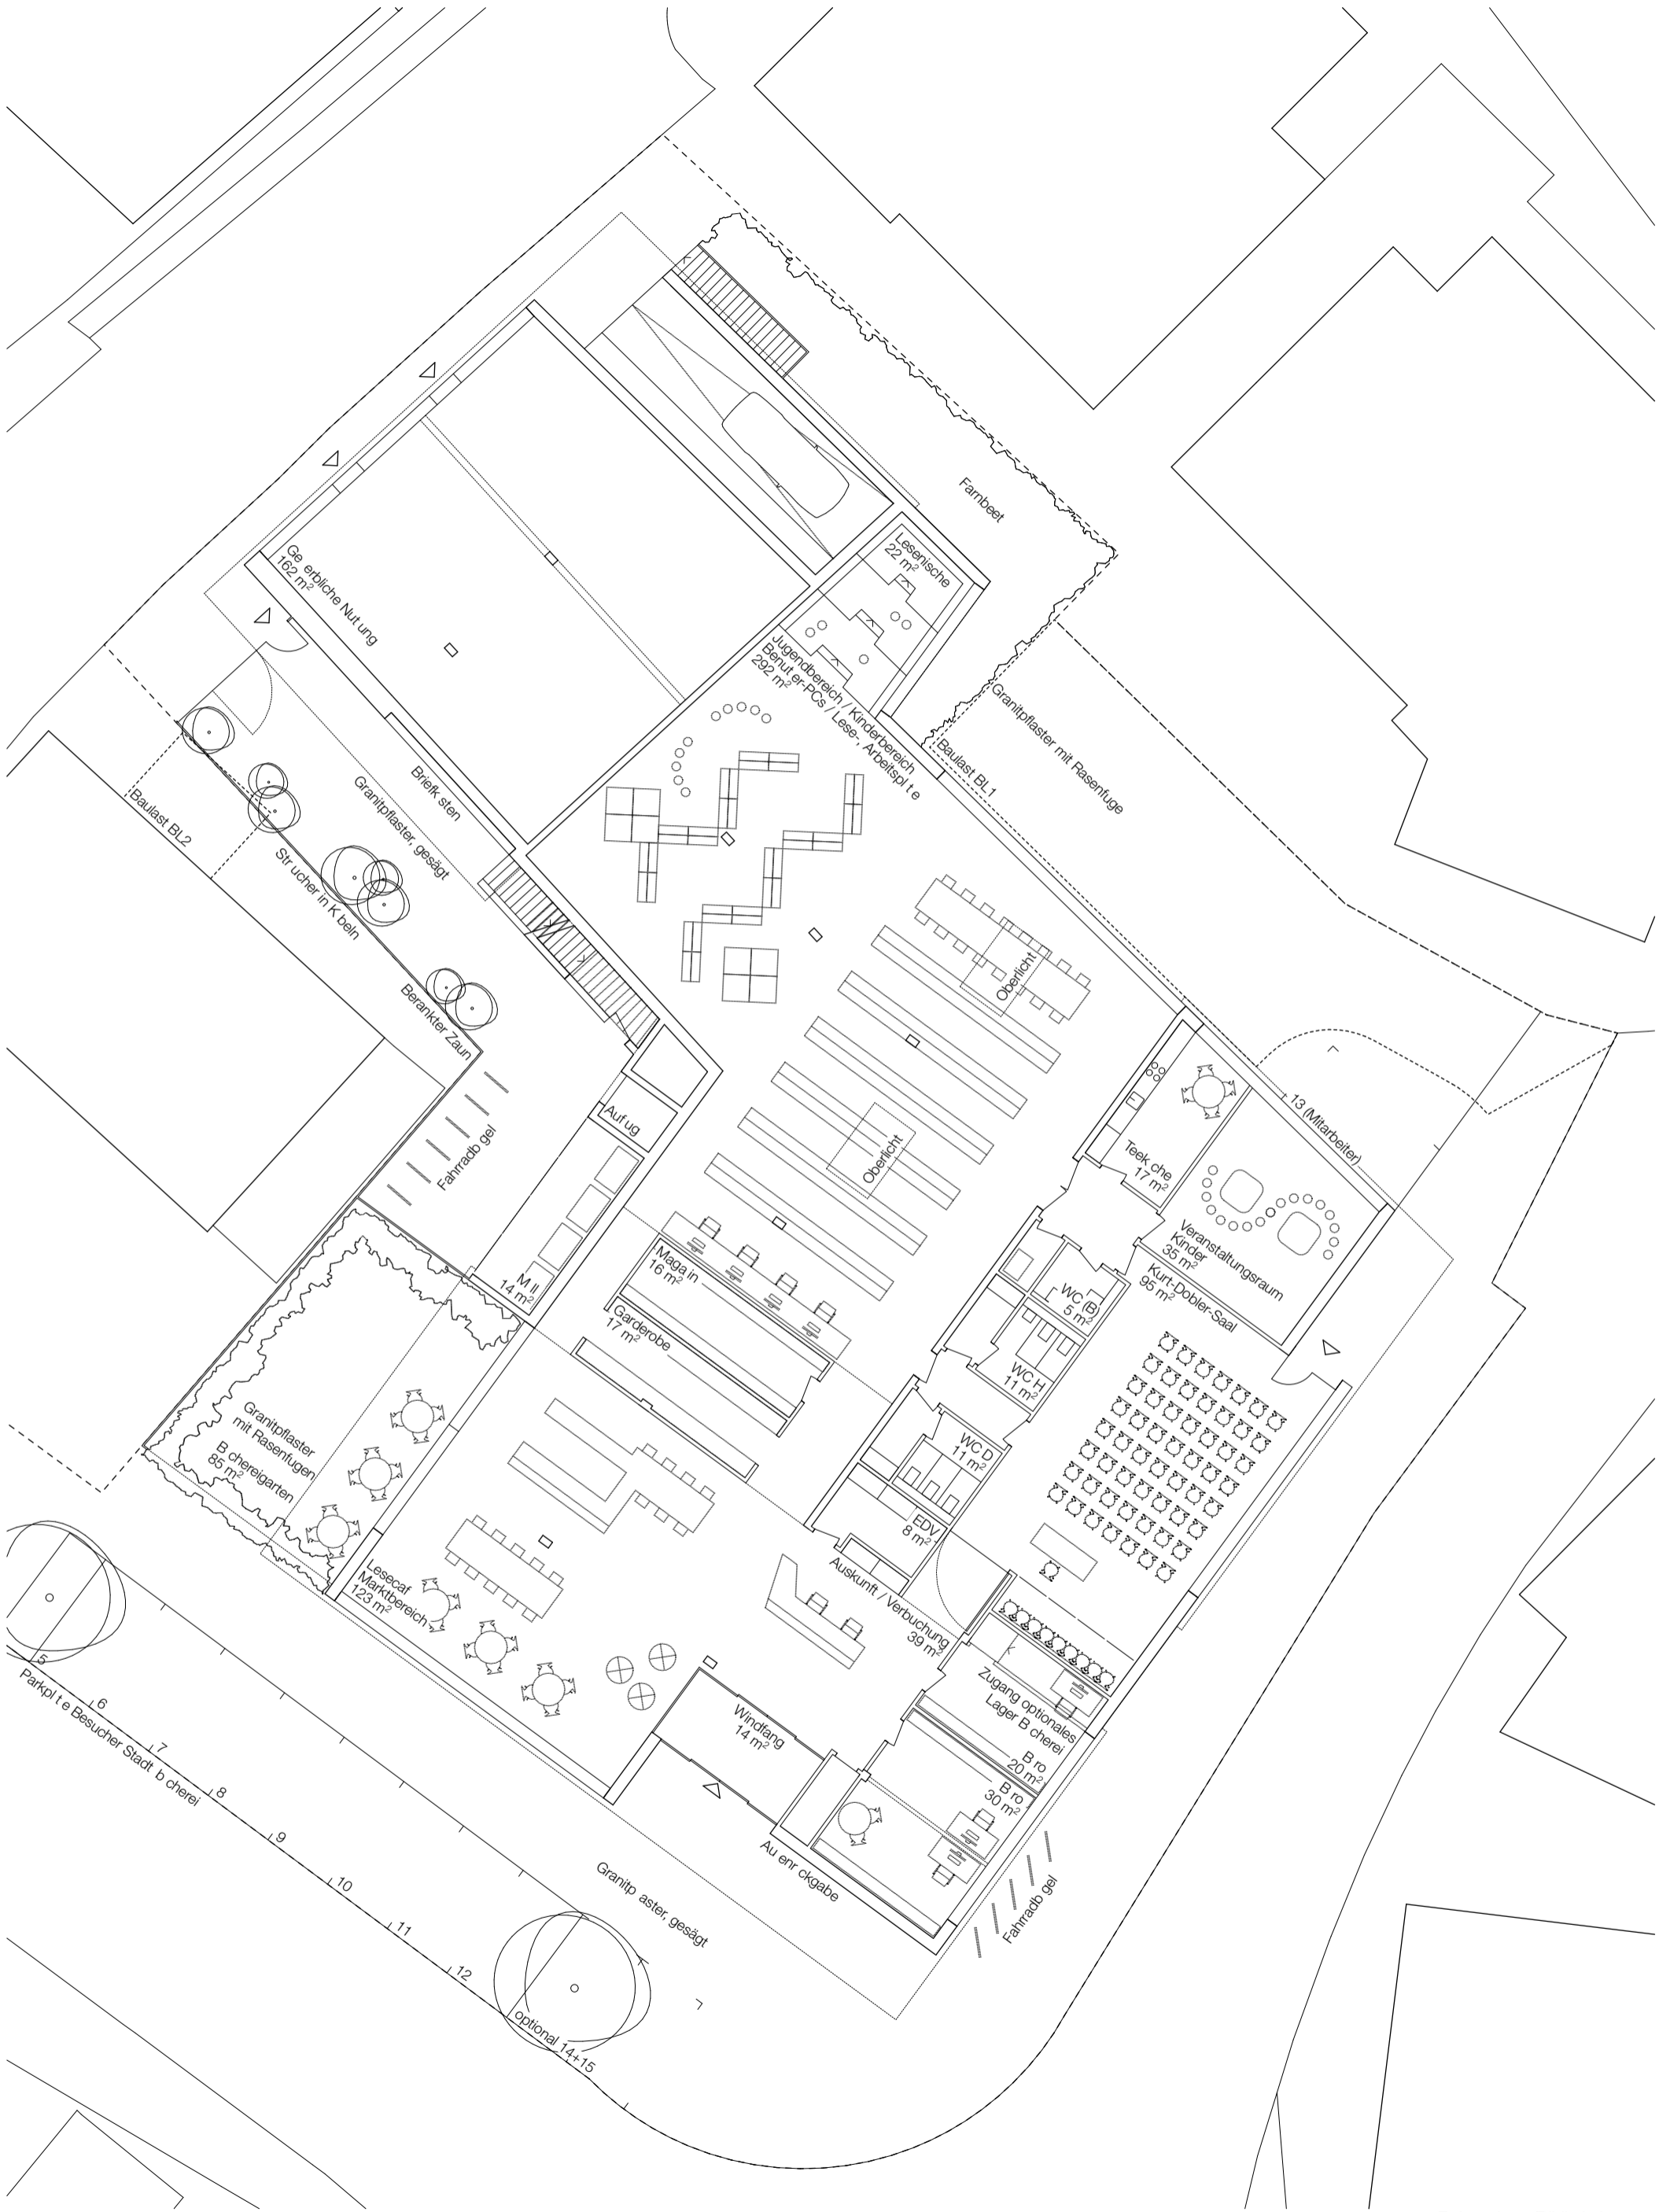 Farnbeet
Lesenische
22 m²
Ge erbliche Nut ung
162 m²
Jugendbereich / Kinderbereich
Benut er-PCs / Lese-, Arbeitspl t e
292 m²
Granitpflaster mit Rasenfuge
Baulast BL1
Briefk sten
Granitpflaster, gesägt
Baulast BL2
Str ucher in K beln
Berankter Zaun
Oberlicht
Fahrradb gel
Auf ug
Oberlicht
13 (Mitarbeiter)
Teek che
17 m²
Veranstaltungsraum
Kinder
35 m²
Kurt-Dobler-Saal
95 m²
M ll
14 m²
Maga in
16 m²
Garderobe
17 m²
WC (B)
5 m²
WC H
11 m²
WC D
11 m²
EDV
8 m²
Granitpflaster
mit Rasenfugen
B chereigarten
85 m²
Lesecaf
Marktbereich
123 m²
Auskunft / Verbuchung
39 m²
Zugang optionales
Lager B cherei
B ro
20 m²
B ro
30 m²
Windfang
14 m²
Au enr ckgabe
Fahrradb gel
Granitp aster, gesägt
5
6
7
8
9
10
11
12
Parkpl t e Besucher Stadt b cherei
optional 14+15